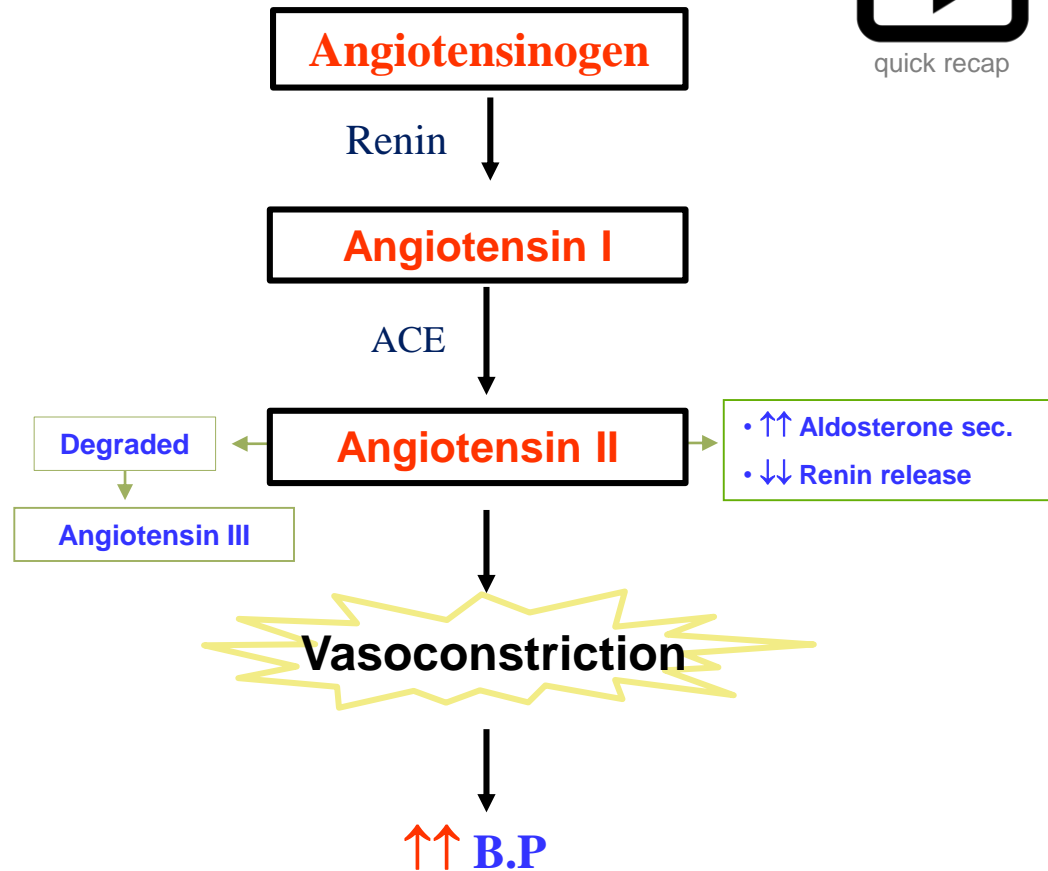 quick recap
Angiotensinogen
Renin
Angiotensin I
ACE
Degraded
Angiotensin II
• ↑↑ Aldosterone sec.
• ↓↓ Renin release
Angiotensin III
Vasoconstriction
↑↑ B.P